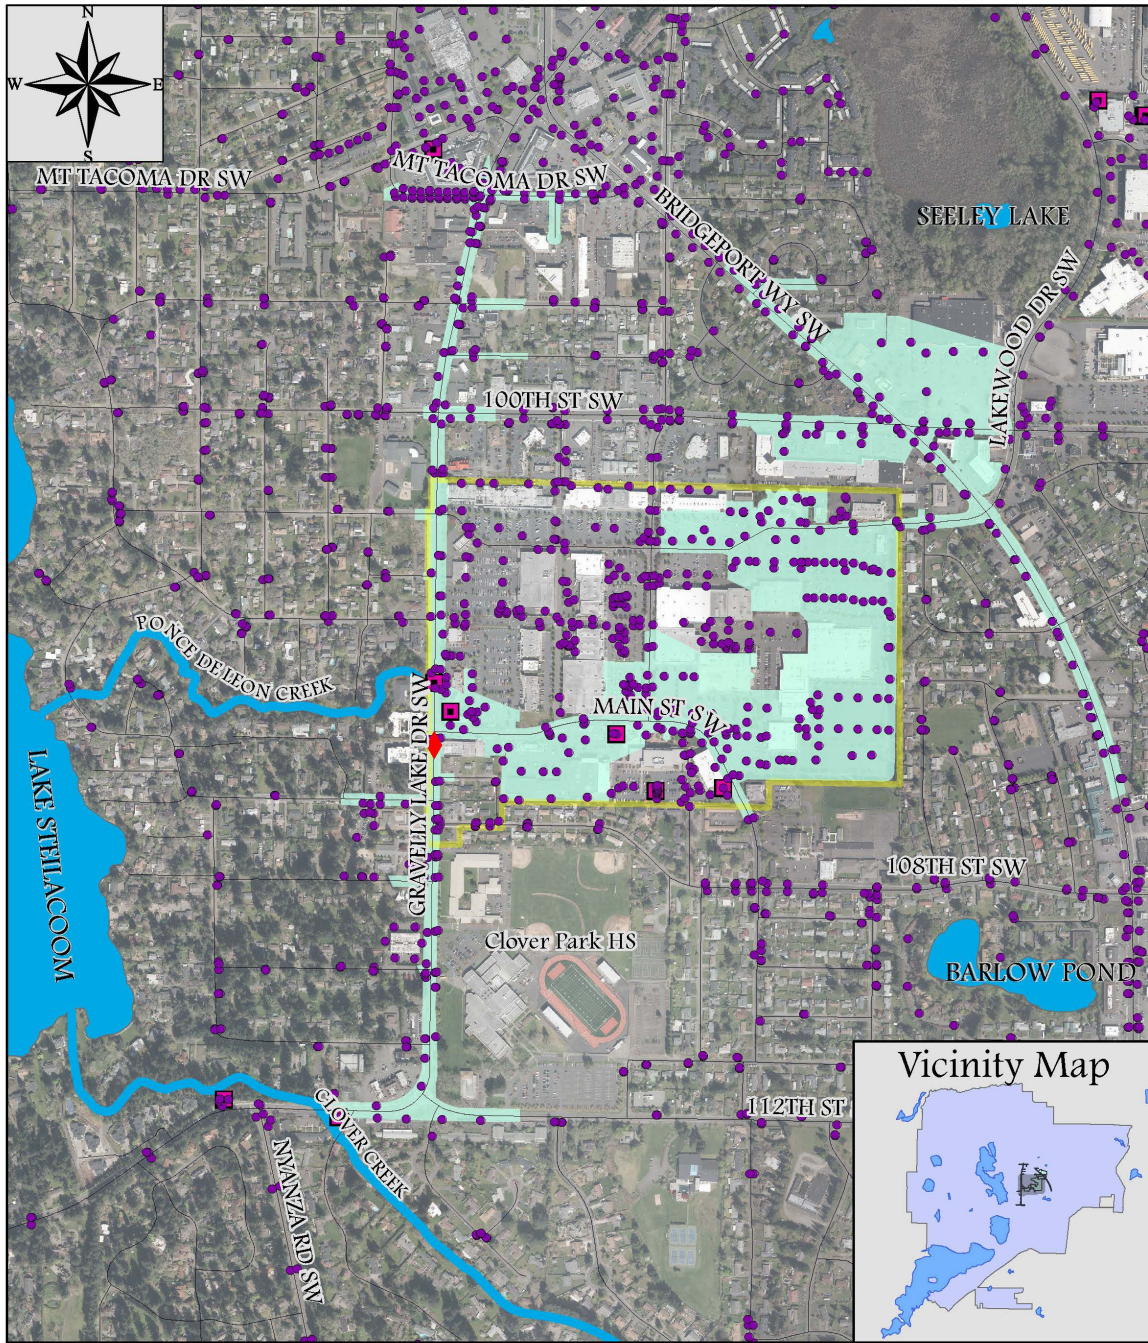 N
W E
S
MT TACOMA DR SW
MT TACOMA DR SW
BRIDGEPORT WY SW
SEELEY LAKE
LAKEWOOD DR SW
100TH ST SW
PONCE DE LEON CREEK
GRAVELLY LAKE DR SW
MAIN ST SW
LAKE STEILACOOM
108TH ST SW
Clover Park HS
BARLOW POND
112TH ST
CLOVER CREEK
NYANZA RD SW
Vicinity Map